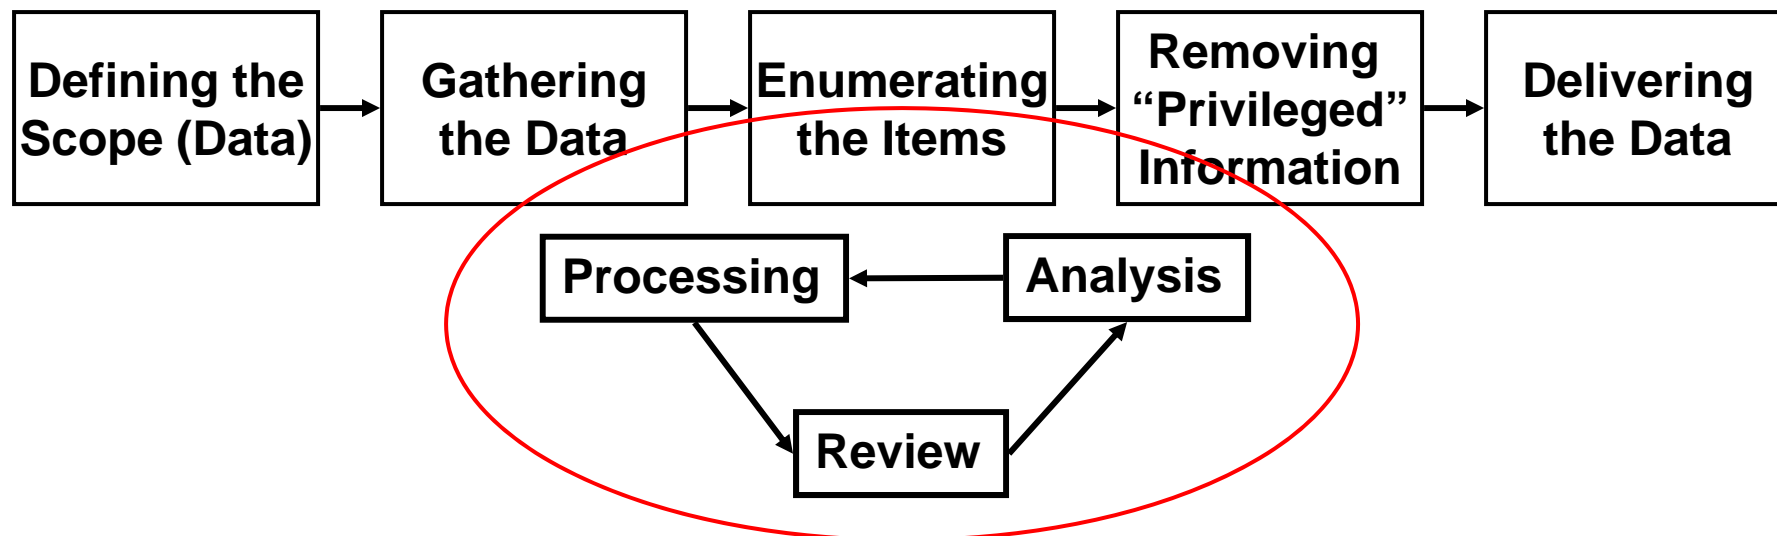 Defining the
Scope (Data)
Gathering
the Data
Enumerating
the Items
Removing
“Privileged”
Information
Delivering
the Data
Processing
Analysis
Review